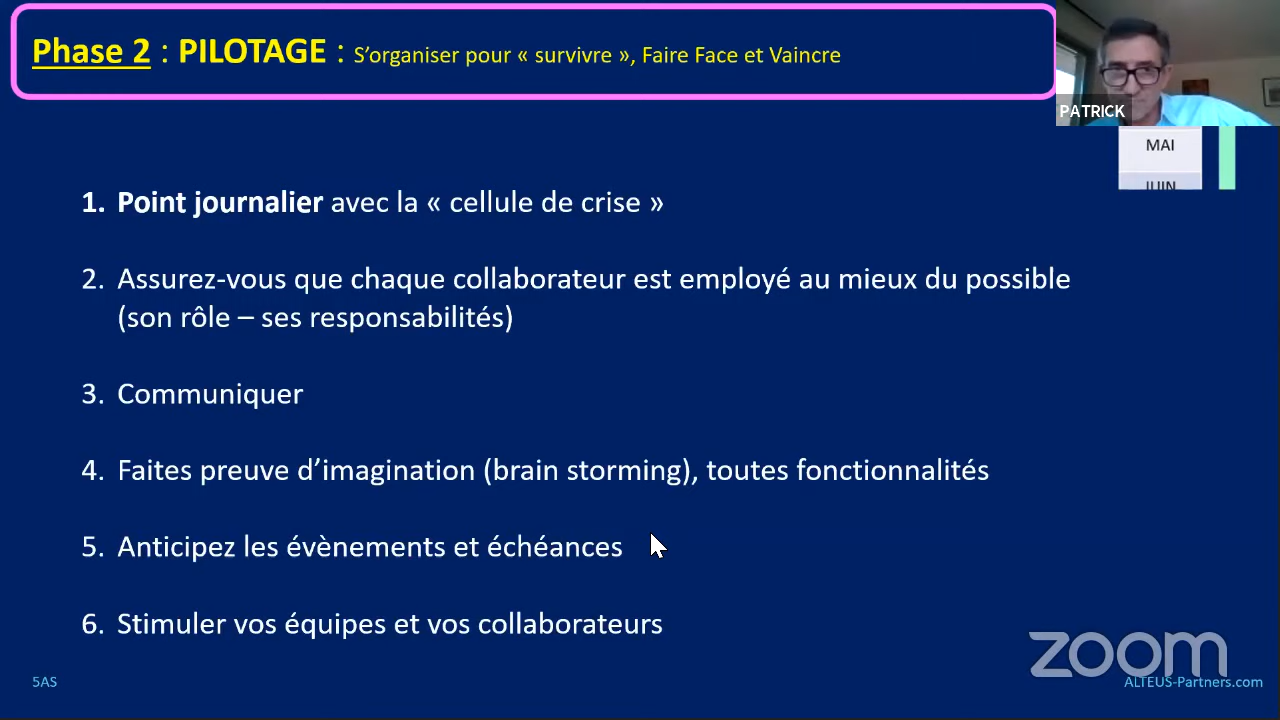 Phase 2 : PILOTAGE : S’organiser pour « survivre », Faire Face et Vaincre
PATRICK
MAI
JUIN
1. Point journalier avec la « cellule de crise »
2. Assurez-vous que chaque collaborateur est employé au mieux du possible
(son rôle – ses responsabilités)
3. Communiquer
4. Faites preuve d’imagination (brain storming), toutes fonctionnalités
5. Anticipez les évènements et échéances
6. Stimuler vos équipes et vos collaborateurs
zoom
5AS
ALTEUS-Partners.com